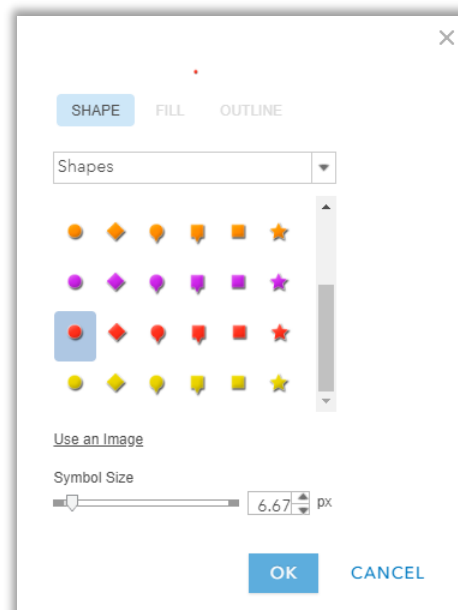 SHAPE FILL OUTLINE
Shapes
Use an Image
Symbol Size
6.67 px
OK CANCEL